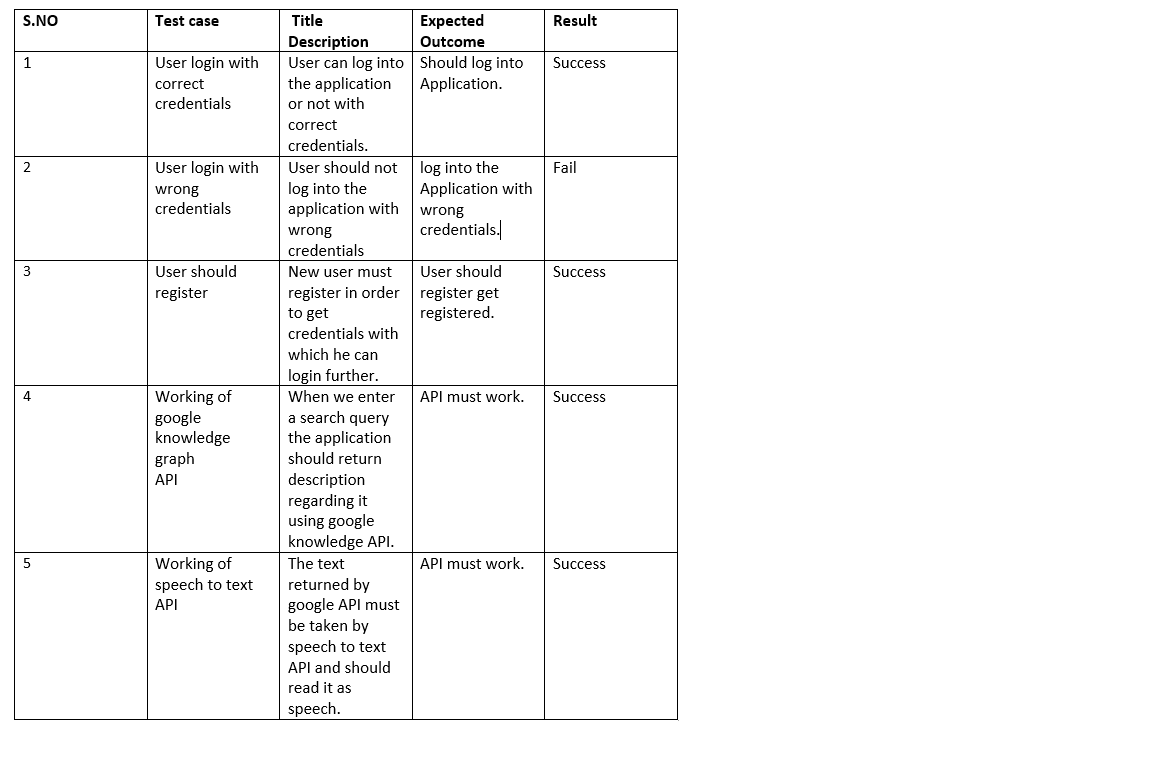 S.NO
Test case
Title
Description
Expected
Outcome
Result
1
User login with
correct
credentials
User can log into
the application
or not with
correct
credentials.
Should log into
Application.
Success
2
User login with
wrong
credentials
User should not
log into the
application with
wrong
credentials
log into the
Application with
wrong
credentials.
Fail
3
User should
register
New user must
register in order
to get
credentials with
which he can
login further.
User should
register get
registered.
Success
4
Working of
google
knowledge
graph
API
When we enter
a search query
the application
should return
description
regarding it
using google
knowledge API.
API must work.
Success
5
Working of
speech to text
API
The text
returned by
google API must
be taken by
speech to text
API and should
read it as
speech.
API must work.
Success